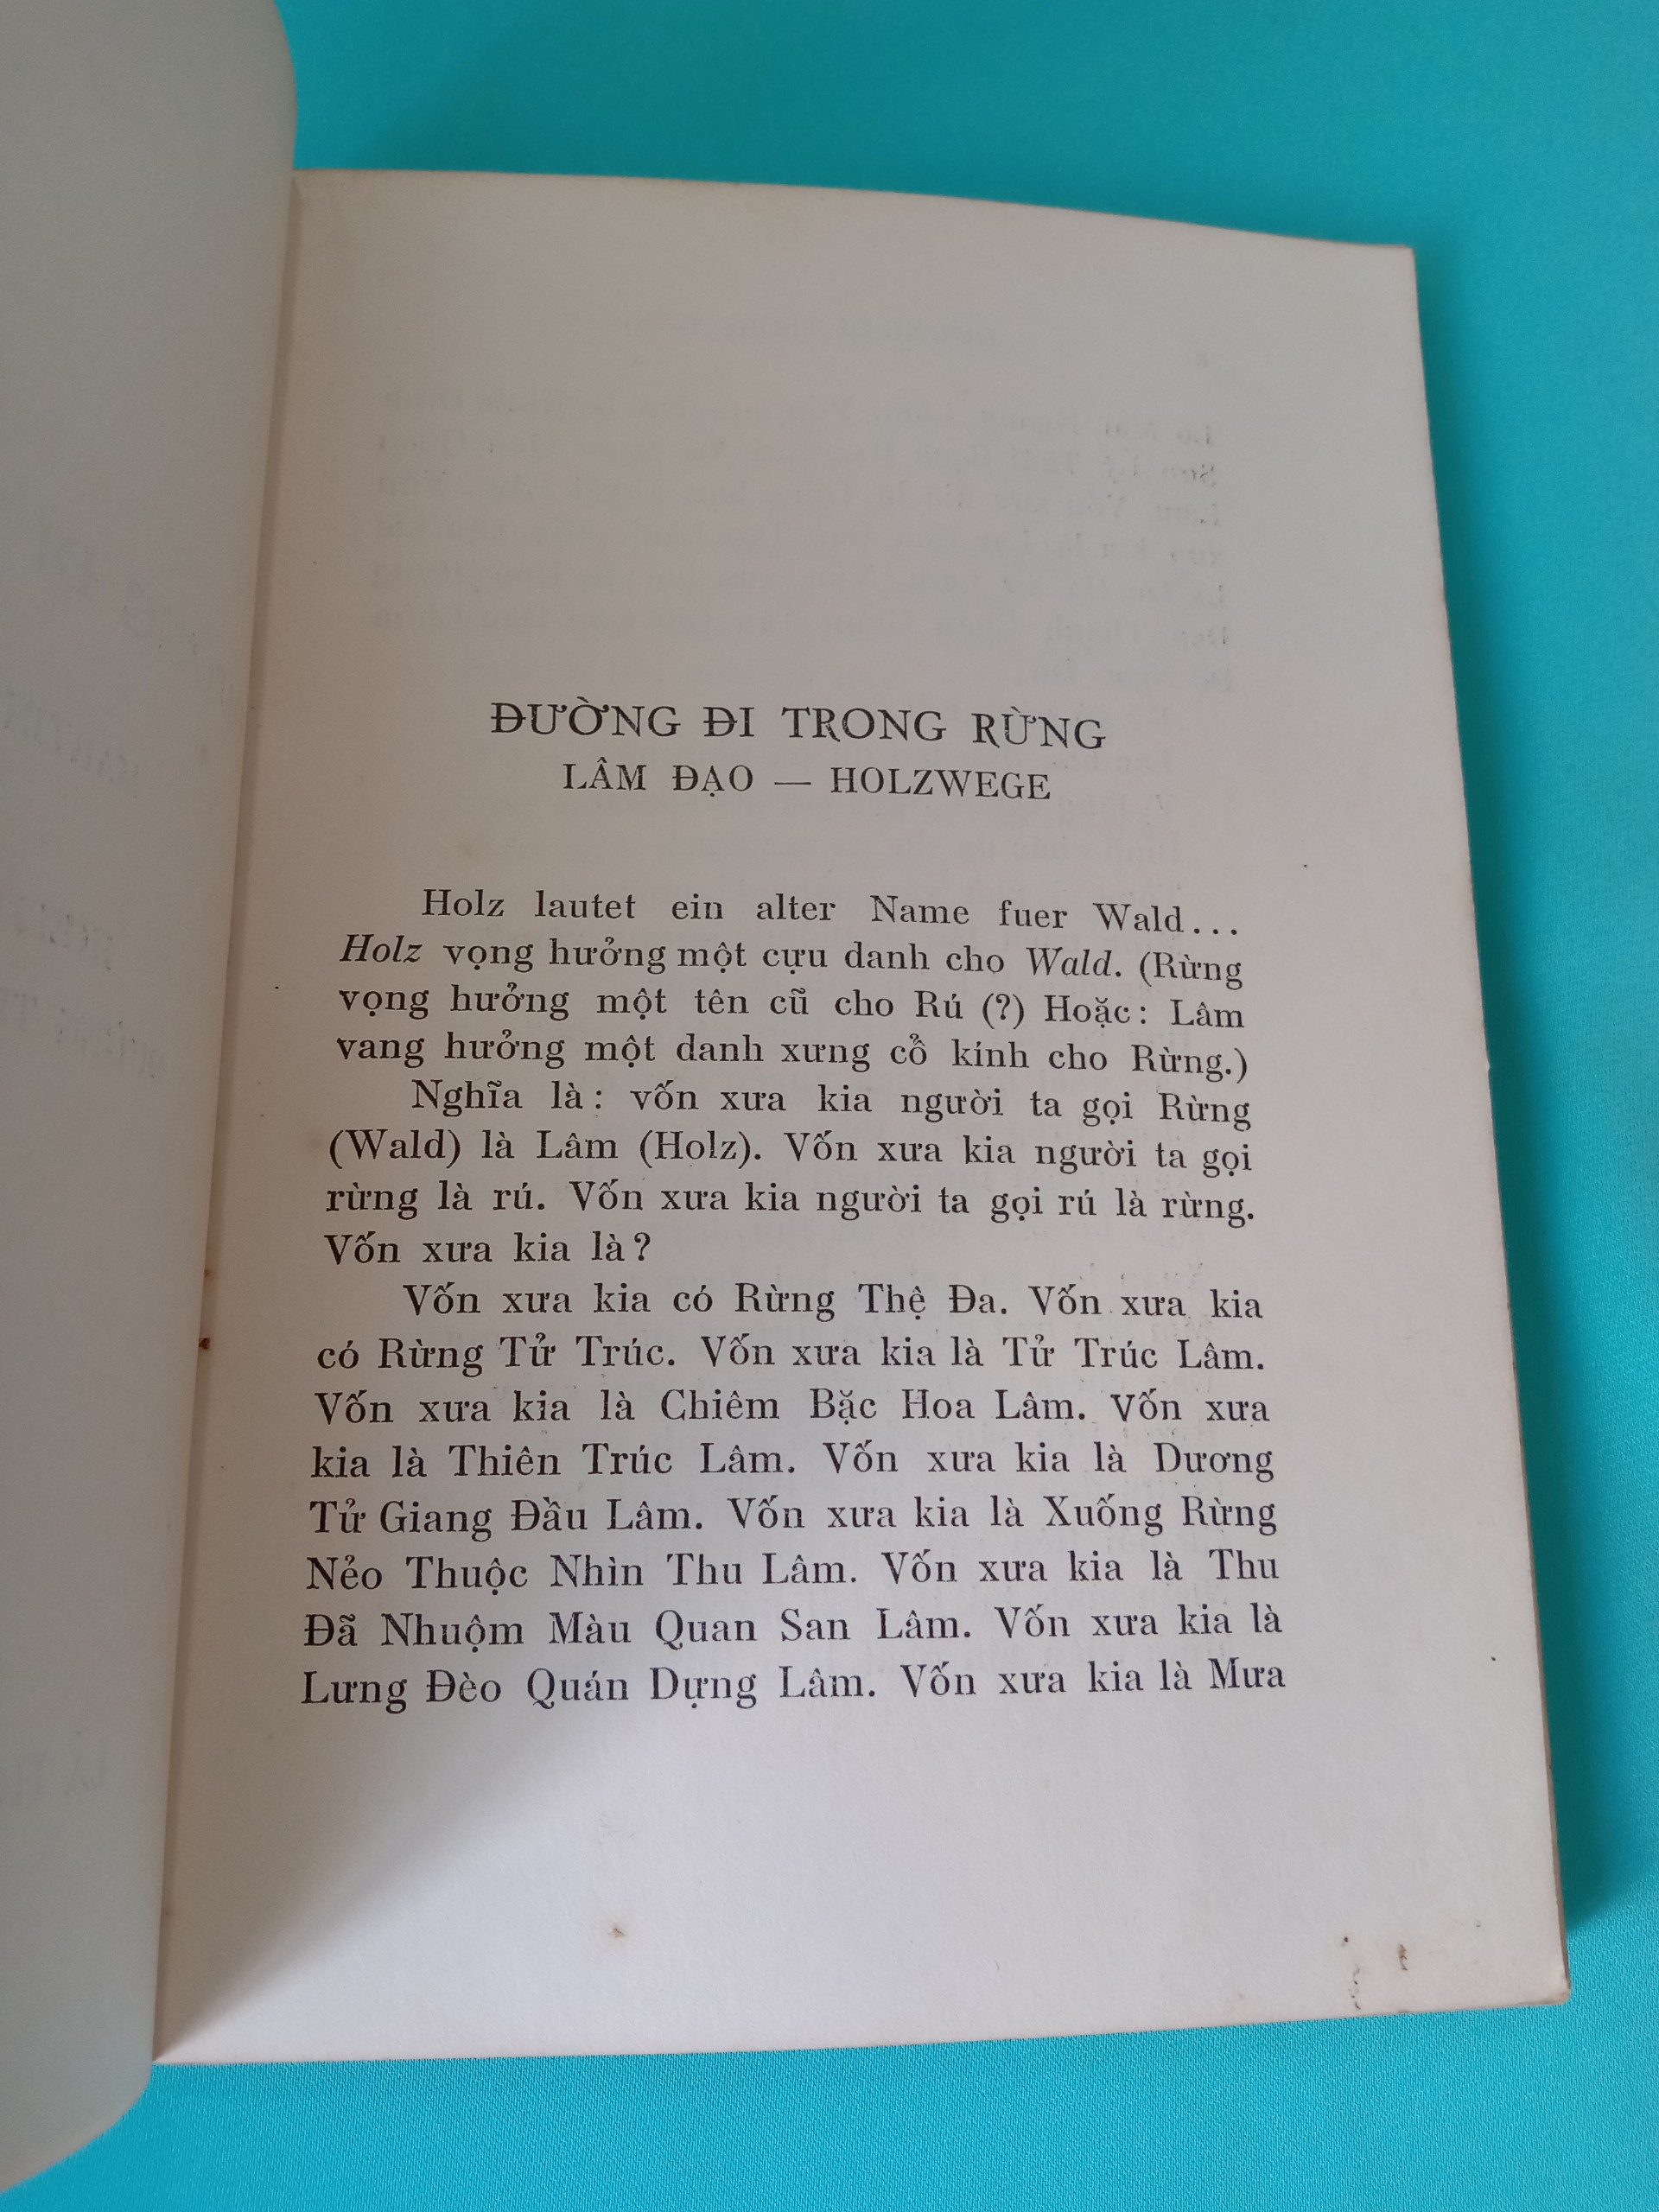 ĐƯỜNG ĐI TRONG RỪNG
LÂM ĐẠO — HOLZWEGE
Holz lautet ein alter Name fuer Wald...
Holz vọng hưởng một cựu danh cho Wald. (Rừng
vọng hưởng một tên cũ cho Rú (?) Hoặc: Lâm
vang hưởng một danh xưng cổ kính cho Rừng.)
Nghĩa là: vốn xưa kia người ta gọi Rừng
(Wald) là Lâm (Holz). Vốn xưa kia người ta gọi
rừng là rú. Vốn xưa kia người ta gọi rú là rừng.
Vốn xưa kia là?
Vốn xưa kia có Rừng Thệ Đa. Vốn xưa kia
có Rừng Tử Trúc. Vốn xưa kia là Tử Trúc Lâm.
Vốn xưa kia là Chiêm Bặc Hoa Lâm. Vốn xưa
kia là Thiên Trúc Lâm. Vốn xưa kia là Dương
Tử Giang Đầu Lâm. Vốn xưa kia là Xuống Rừng
Nẻo Thuộc Nhìn Thu Lâm. Vốn xưa kia là Thu
Đã Nhuộm Màu Quan San Lâm. Vốn xưa kia là
Lưng Đèo Quán Dựng Lâm. Vốn xưa kia là Mưa